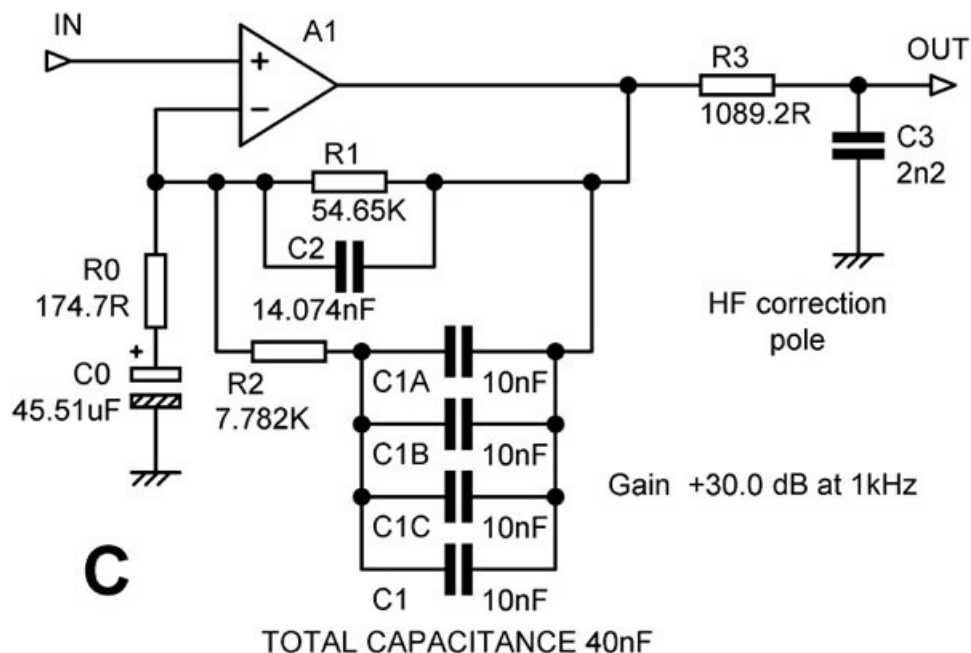 IN
A1
+
−
R3
1089.2R
OUT
C3
2n2
R1
54.65K
C2
14.074nF
R0
174.7R
+
C0
45.51uF
HF correction
pole
R2
7.782K
C1A
10nF
C1B
10nF
C1C
10nF
C1
10nF
Gain +30.0 dB at 1kHz
C
TOTAL CAPACITANCE 40nF